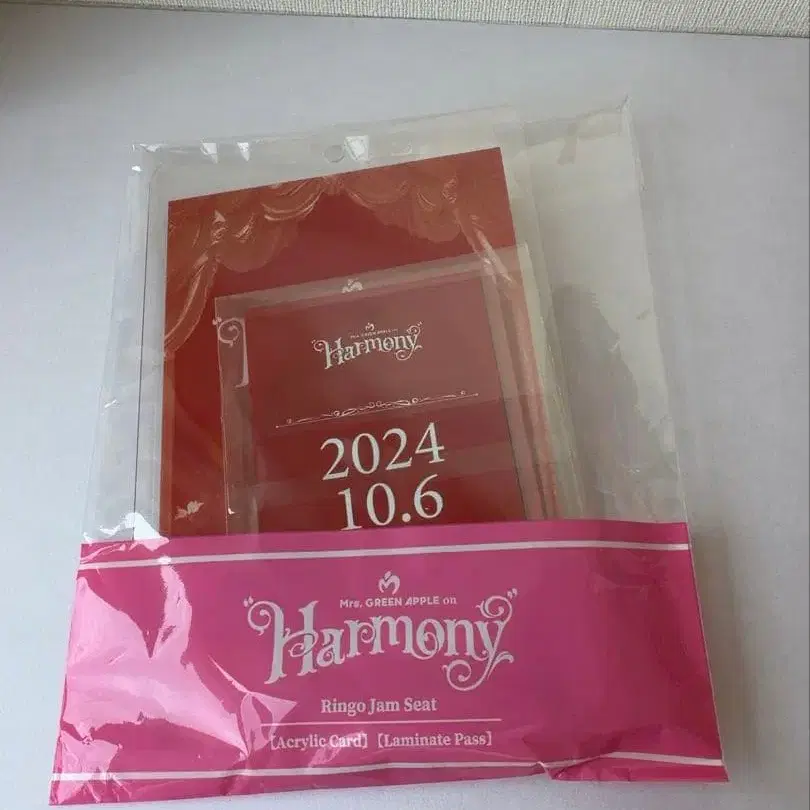 Mrs. GREEN APPLE on
"Harmony"
2024
10.6
Mrs. GREEN APPLE on
"Harmony"
Ringo Jam Seat
【Acrylic Card】【Laminate Pass】